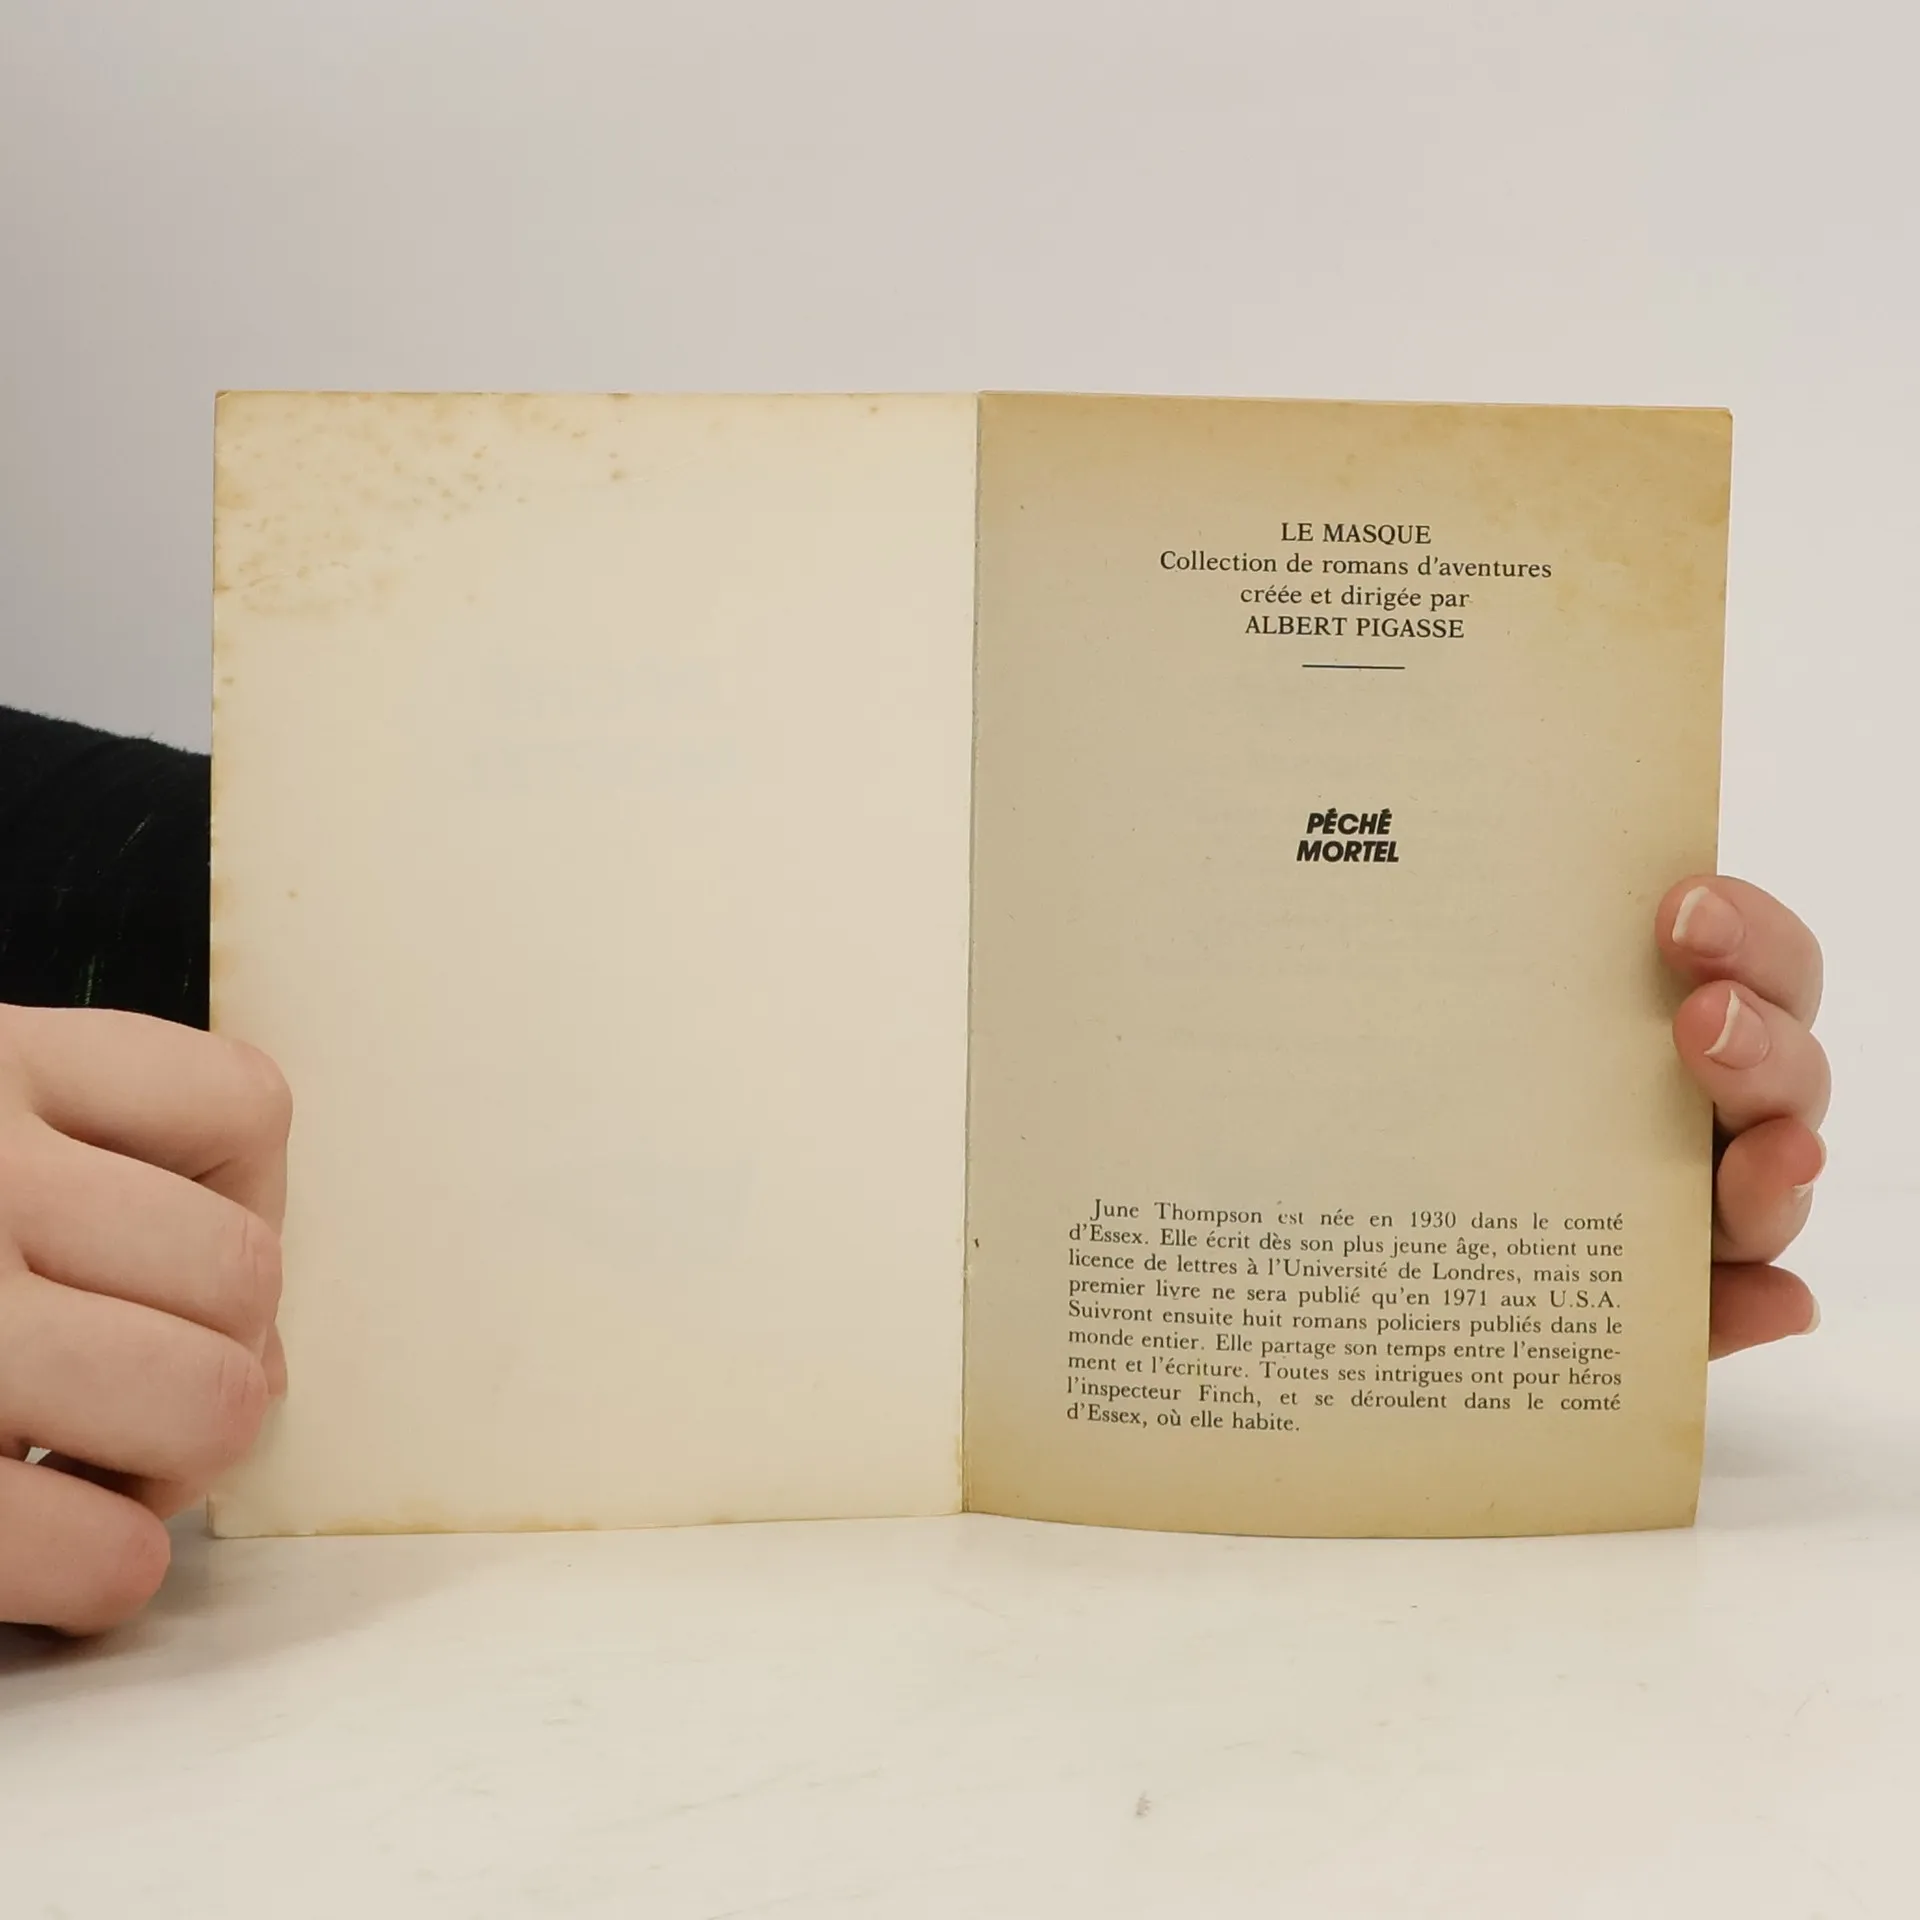 LE MASQUE
Collection de romans d'aventures
créée et dirigée par
ALBERT PIGASSE
PÉCHÉ
MORTEL
June Thompson est née en 1930 dans le comté
d'Essex. Elle écrit dès son plus jeune âge, obtient une
licence de lettres à l'Université de Londres, mais son
premier livre ne sera publié qu'en 1971 aux U.S.A.
Suivront ensuite huit romans policiers publiés dans le
monde entier. Elle partage son temps entre l'enseigne-
ment et l'écriture. Toutes ses intrigues ont pour héros
l'inspecteur Finch, et se déroulent dans le comté
d'Essex, où elle habite.